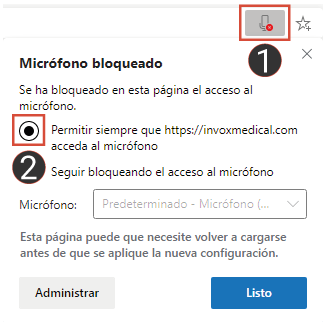 1
Micrófono bloqueado
Se ha bloqueado en esta página el acceso al
micrófono.
Permitir siempre que https://invoxmedical.com
acceda al micrófono
2
Seguir bloqueando el acceso al micrófono
Micrófono:
Predeterminado - Micrófono (...
Esta página puede que necesite volver a cargarse
antes de que se aplique la nueva configuración.
Administrar
Listo